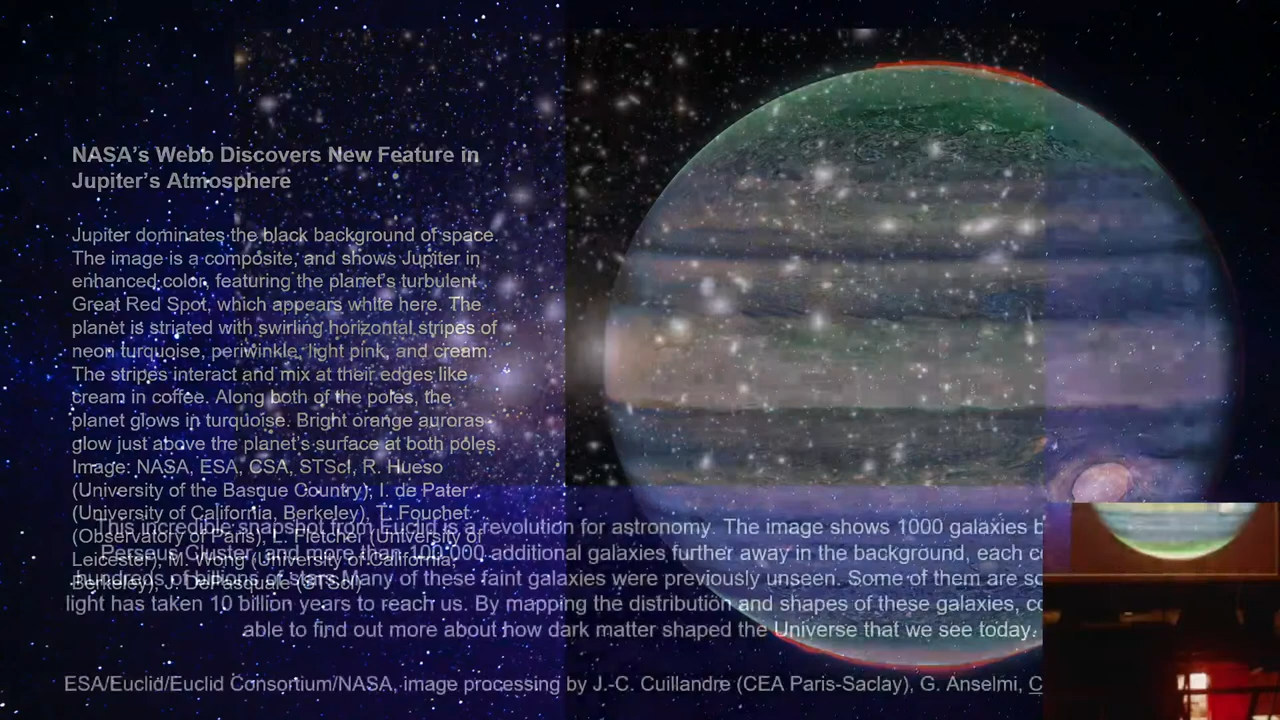 NASA's Webb Discovers New Feature in
Jupiter's Atmosphere
Jupiter dominates the black background of space.
The image is a composite, and shows Jupiter in
enhanced color, featuring the planet's turbulent
Great Red Spot, which appears white here. The
planet is striated with swirling horizontal stripes of
neon turquoise, periwinkle, light pink, and cream.
The stripes interact and mix at their edges like
cream in coffee. Along both of the poles, the
planet glows in turquoise. Bright orange auroras
glow just above the planet's surface at both poles.
Image: NASA, ESA, CSA, STScI, R. Hueso
(University of the Basque Country), I. de Pater
(University of California, Berkeley), T. Fouchet
(Observatory of Paris), L. Fletcher (University of
Leicester), M. Wong (University of California,
Berkeley), J. DePasquale (STScI)
This incredible snapshot from Euclid is a revolution for astronomy. The image shows 1000 galaxies
Perseus Cluster, and more than 100 000 additional galaxies further away in the background, each
hundreds of billions of stars. Many of these faint galaxies were previously unseen. Some of them are
light has taken 10 billion years to reach us. By mapping the distribution and shapes of these galaxies,
able to find out more about how dark matter shaped the Universe that we see today.
ESA/Euclid/Euclid Consortium/NASA, image processing by J.-C. Cuillandre (CEA Paris-Saclay), G. Anselmi,